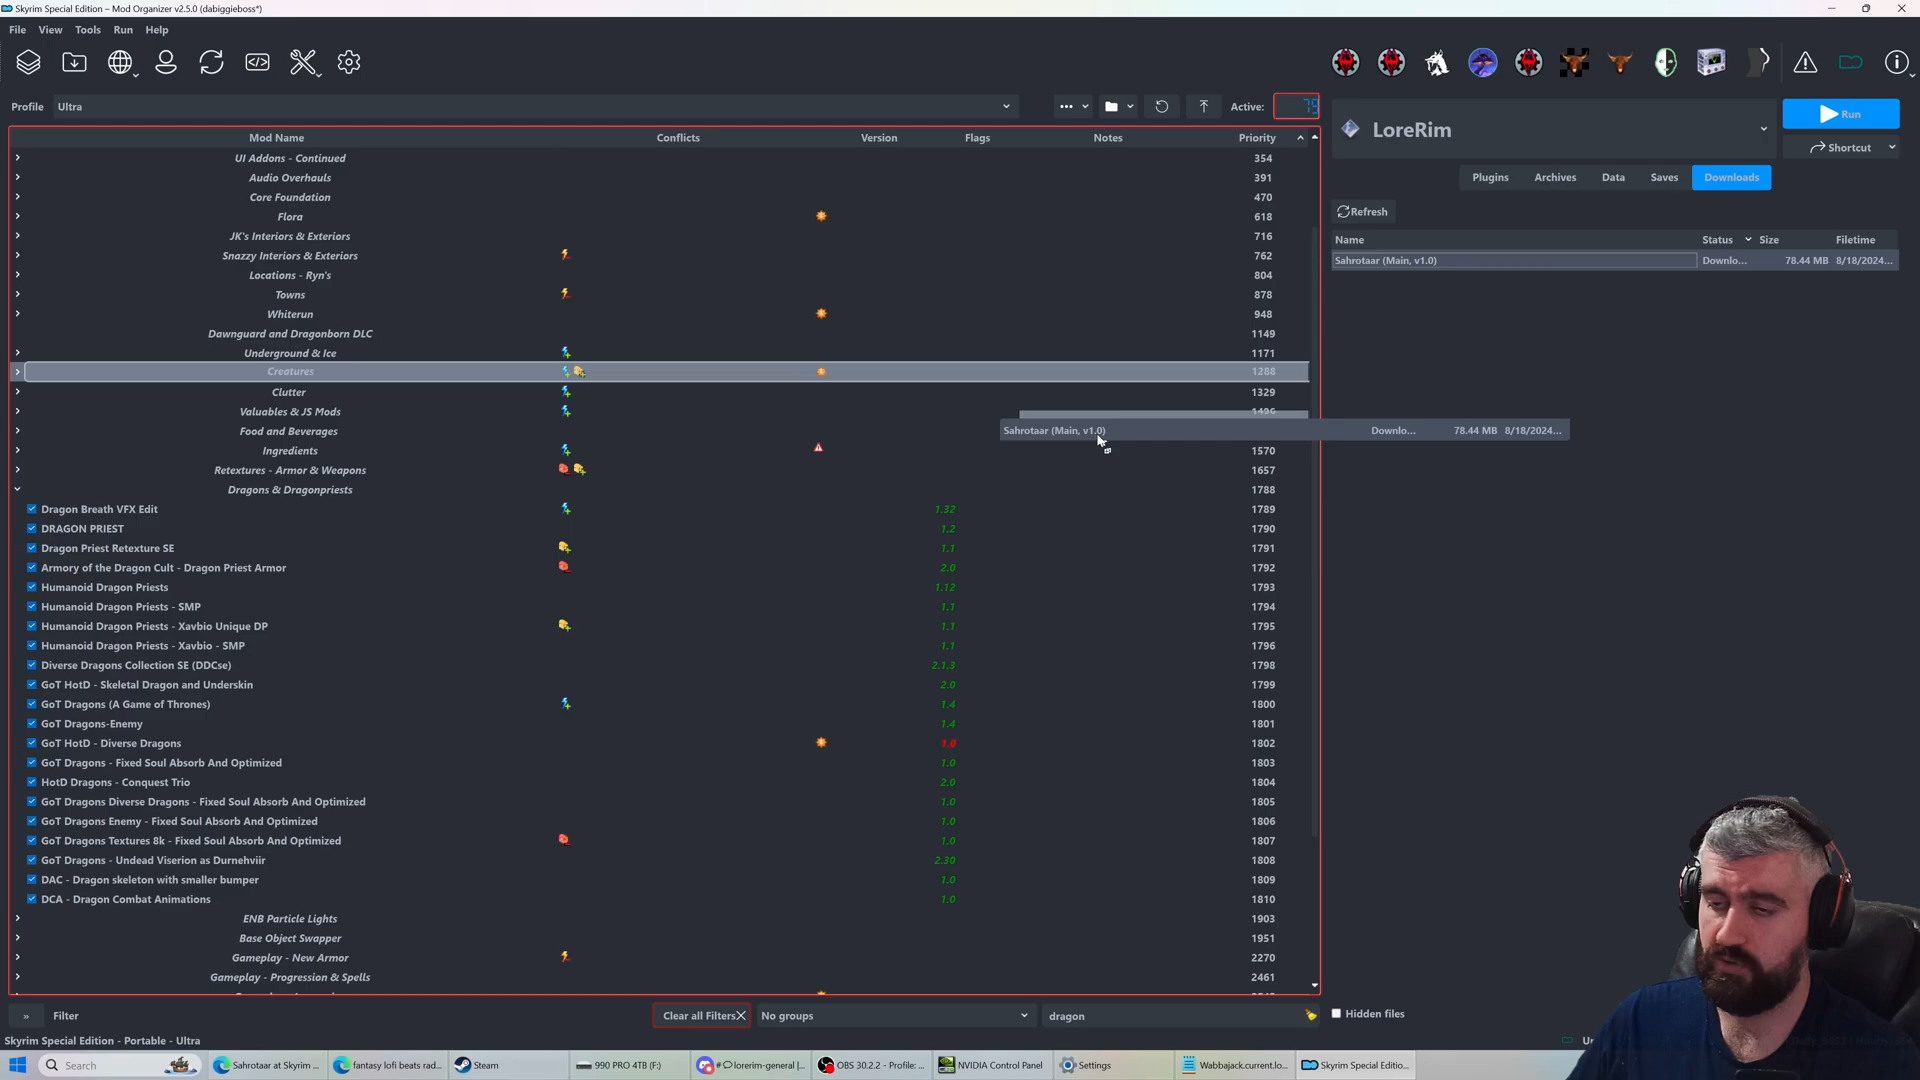 Skyrim Special Edition – Mod Organizer v2.5.0 (dabiggieboss*)
File View Tools Run Help
Profile Ultra Active: 79
Mod Name Conflicts Version Flags Notes Priority
UI Addons - Continued 354
Audio Overhauls 391
Core Foundation 470
Flora 618
JK's Interiors & Exteriors 716
Snazzy Interiors & Exteriors 762
Locations - Ryn's 804
Towns 878
Whiterun 948
Dawnguard and Dragonborn DLC 1149
Underground & Ice 1171
Creatures 1288
Clutter 1329
Valuables & JS Mods
Food and Beverages
Ingredients 1570
Retextures - Armor & Weapons 1657
Dragons & Dragonpriests 1788
Dragon Breath VFX Edit 1.32 1789
DRAGON PRIEST 1.2 1790
Dragon Priest Retexture SE 1.1 1791
Armory of the Dragon Cult - Dragon Priest Armor 2.0 1792
Humanoid Dragon Priests 1.12 1793
Humanoid Dragon Priests - SMP 1.1 1794
Humanoid Dragon Priests - Xavbio Unique DP 1.1 1795
Humanoid Dragon Priests - Xavbio - SMP 1.1 1796
Diverse Dragons Collection SE (DDCse) 2.1.3 1798
GoT HotD - Skeletal Dragon and Underskin 2.0 1799
GoT Dragons (A Game of Thrones) 1.4 1800
GoT Dragons-Enemy 1.4 1801
GoT HotD - Diverse Dragons 1.0 1802
GoT Dragons - Fixed Soul Absorb And Optimized 1.0 1803
HotD Dragons - Conquest Trio 2.0 1804
GoT Dragons Diverse Dragons - Fixed Soul Absorb And Optimized 1.0 1805
GoT Dragons Enemy - Fixed Soul Absorb And Optimized 1.0 1806
GoT Dragons Textures 8k - Fixed Soul Absorb And Optimized 1.0 1807
GoT Dragons - Undead Viserion as Durnehviir 2.30 1808
DAC - Dragon skeleton with smaller bumper 1.0 1809
DCA - Dragon Combat Animations 1.0 1810
ENB Particle Lights 1903
Base Object Swapper 1951
Gameplay - New Armor 2270
Gameplay - Progression & Spells 2461
Sahrotaar (Main, v1.0) Downlo... 78.44 MB 8/18/2024...
LoreRim
Run
Shortcut
Plugins Archives Data Saves Downloads
Refresh
Name Status Size Filetime
Sahrotaar (Main, v1.0) Downlo... 78.44 MB 8/18/2024...
» Filter Clear all Filters No groups dragon Hidden files
Skyrim Special Edition - Portable - Ultra
Search Sahrotaar at Skyrim ... fantasy lofi beats rad... Steam 990 PRO 4TB (F:) lorerim-general |... OBS 30.2.2 - Profile: ... NVIDIA Control Panel Settings Wabbajack.current.lo... Skyrim Special Editio...